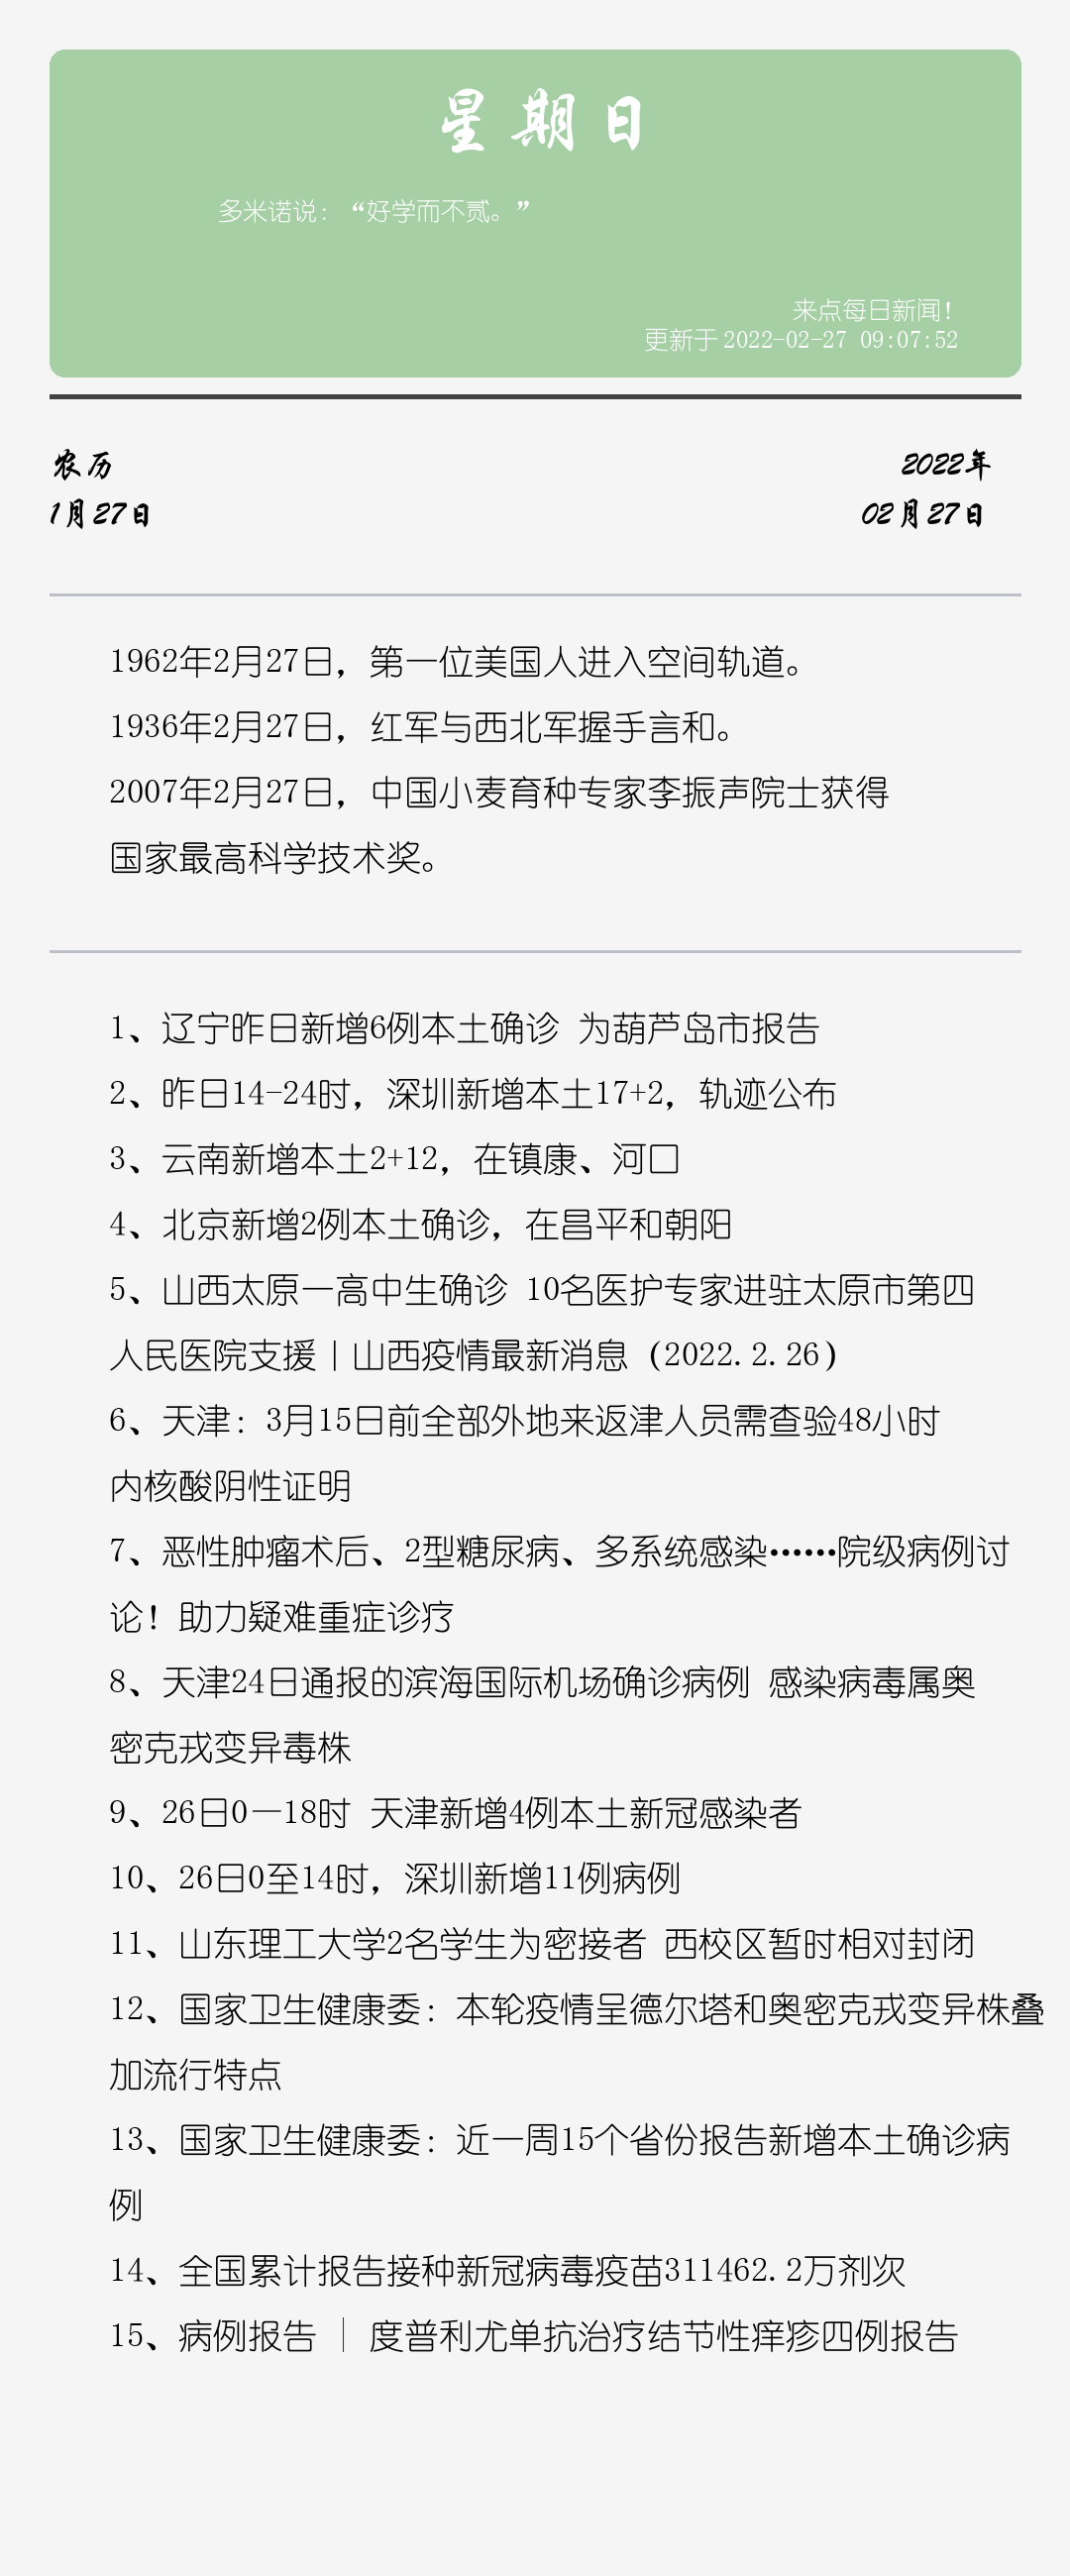 星期日
多米诺说：“好学而不贰。”
来点每日新闻！
更新于 2022-02-27 09:07:52
农历
2022年
1月27日
02月27日
1962年2月27日，第一位美国人进入空间轨道。
1936年2月27日，红军与西北军握手言和。
2007年2月27日，中国小麦育种专家李振声院士获得
国家最高科学技术奖。
1、辽宁昨日新增6例本土确诊 为葫芦岛市报告
2、昨日14-24时，深圳新增本土17+2，轨迹公布
3、云南新增本土2+12，在镇康、河口
4、北京新增2例本土确诊，在昌平和朝阳
5、山西太原一高中生确诊 10名医护专家进驻太原市第四
人民医院支援丨山西疫情最新消息（2022.2.26）
6、天津：3月15日前全部外地来返津人员需查验48小时
内核酸阴性证明
7、恶性肿瘤术后、2型糖尿病、多系统感染……院级病例讨
论！助力疑难重症诊疗
8、天津24日通报的滨海国际机场确诊病例 感染病毒属奥
密克戎变异毒株
9、26日0—18时 天津新增4例本土新冠感染者
10、26日0至14时，深圳新增11例病例
11、山东理工大学2名学生为密接者 西校区暂时相对封闭
12、国家卫生健康委：本轮疫情呈德尔塔和奥密克戎变异株叠
加流行特点
13、国家卫生健康委：近一周15个省份报告新增本土确诊病
例
14、全国累计报告接种新冠病毒疫苗311462.2万剂次
15、病例报告 │ 度普利尤单抗治疗结节性痒疹四例报告